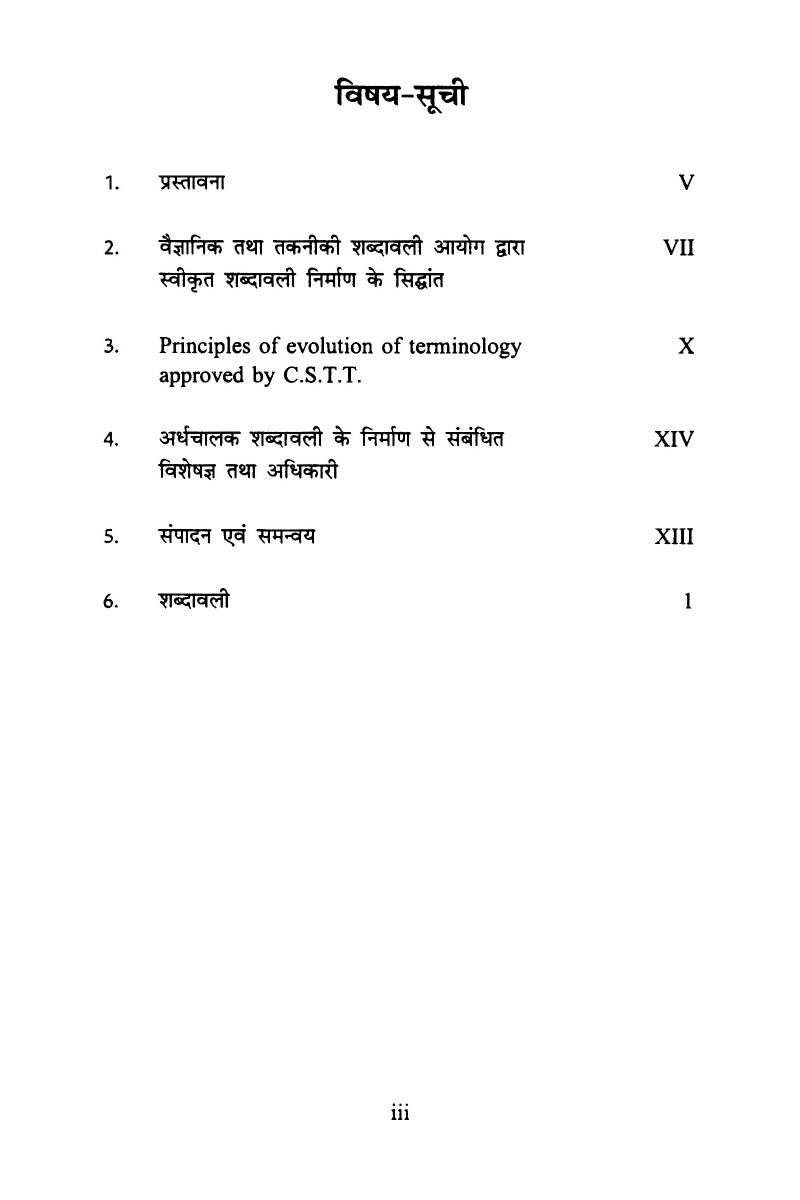 विषय-सूची
1. प्रस्तावना V
2. वैज्ञानिक तथा तकनीकी शब्दावली आयोग द्वारा VII
स्वीकृत शब्दावली निर्माण के सिद्धांत
3. Principles of evolution of terminology X
approved by C.S.T.T.
4. अर्धचालक शब्दावली के निर्माण से संबंधित XIV
विशेषज्ञ तथा अधिकारी
5. संपादन एवं समन्वय XIII
6. शब्दावली 1
iii